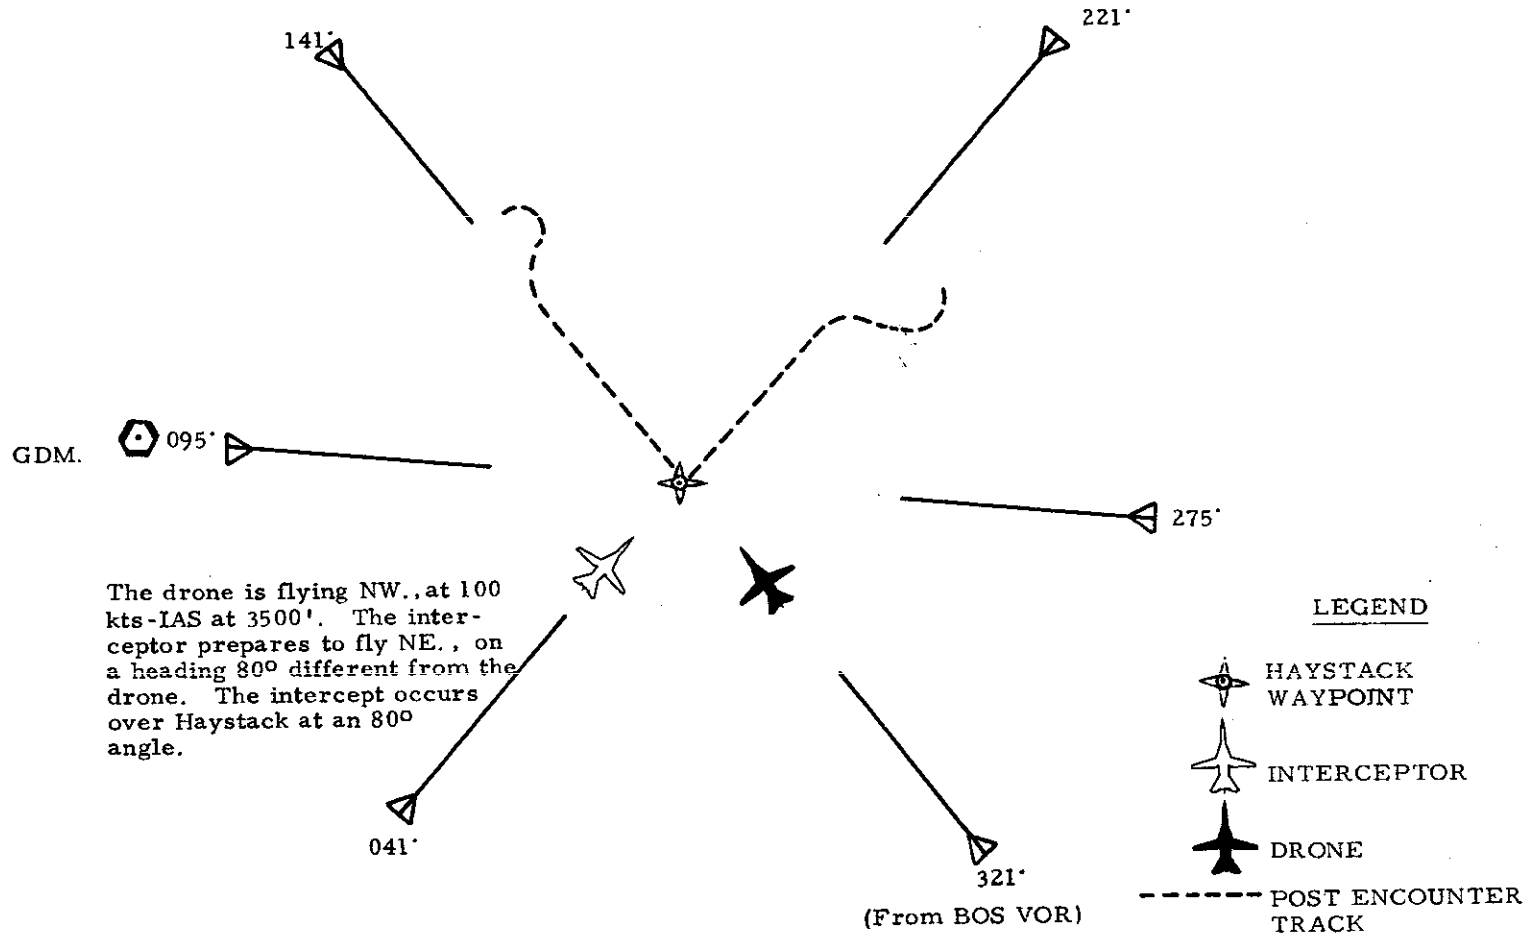 141°
221°
GDM.
095°
275°
The drone is flying NW., at 100
kts-IAS at 3500'. The inter-
ceptor prepares to fly NE., on
a heading 80º different from the
drone. The intercept occurs
over Haystack at an 80º
angle.
041°
321°
(From BOS VOR)
LEGEND
HAYSTACK
WAYPOINT
INTERCEPTOR
DRONE
POST ENCOUNTER
TRACK